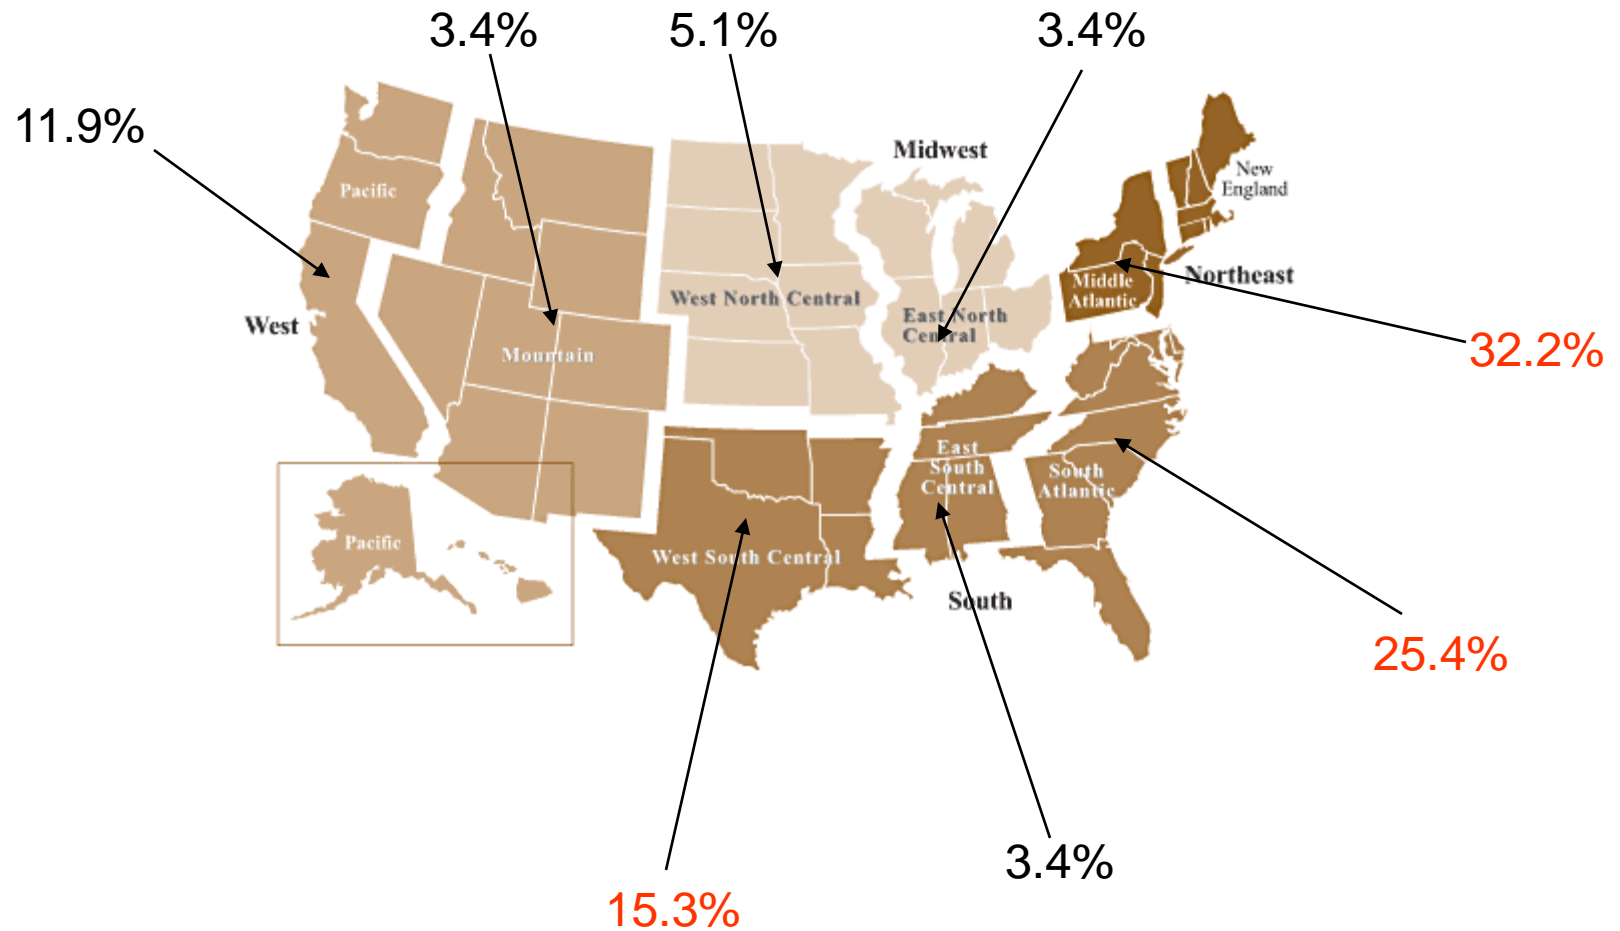 3.4%
5.1%
3.4%
11.9%
Midwest
New
England
Pacific
Northeast
Middle
Atlantic
West North Central
East North
Central
West
32.2%
Mountain
East
South
Central
South
Atlantic
Pacific
West South Central
South
25.4%
3.4%
15.3%